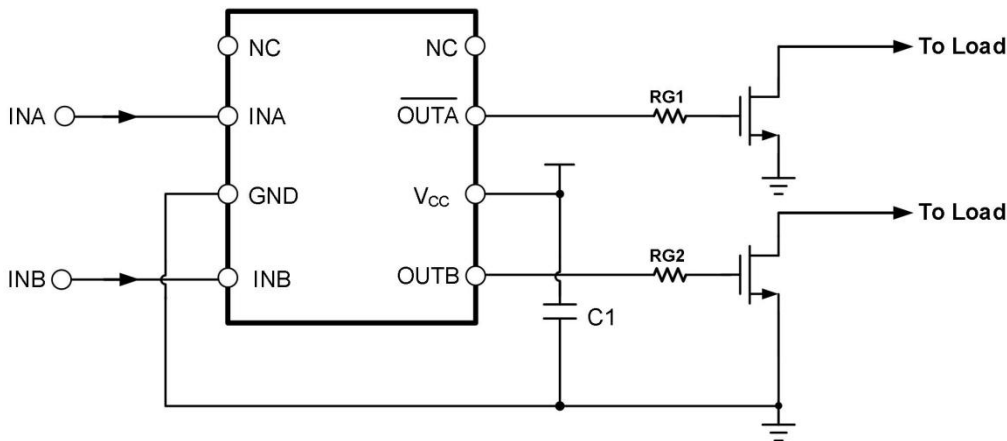 NC
NC
To Load
INA
INA
OUTA
RG1
GND
VCC
To Load
INB
INB
OUTB
RG2
C1